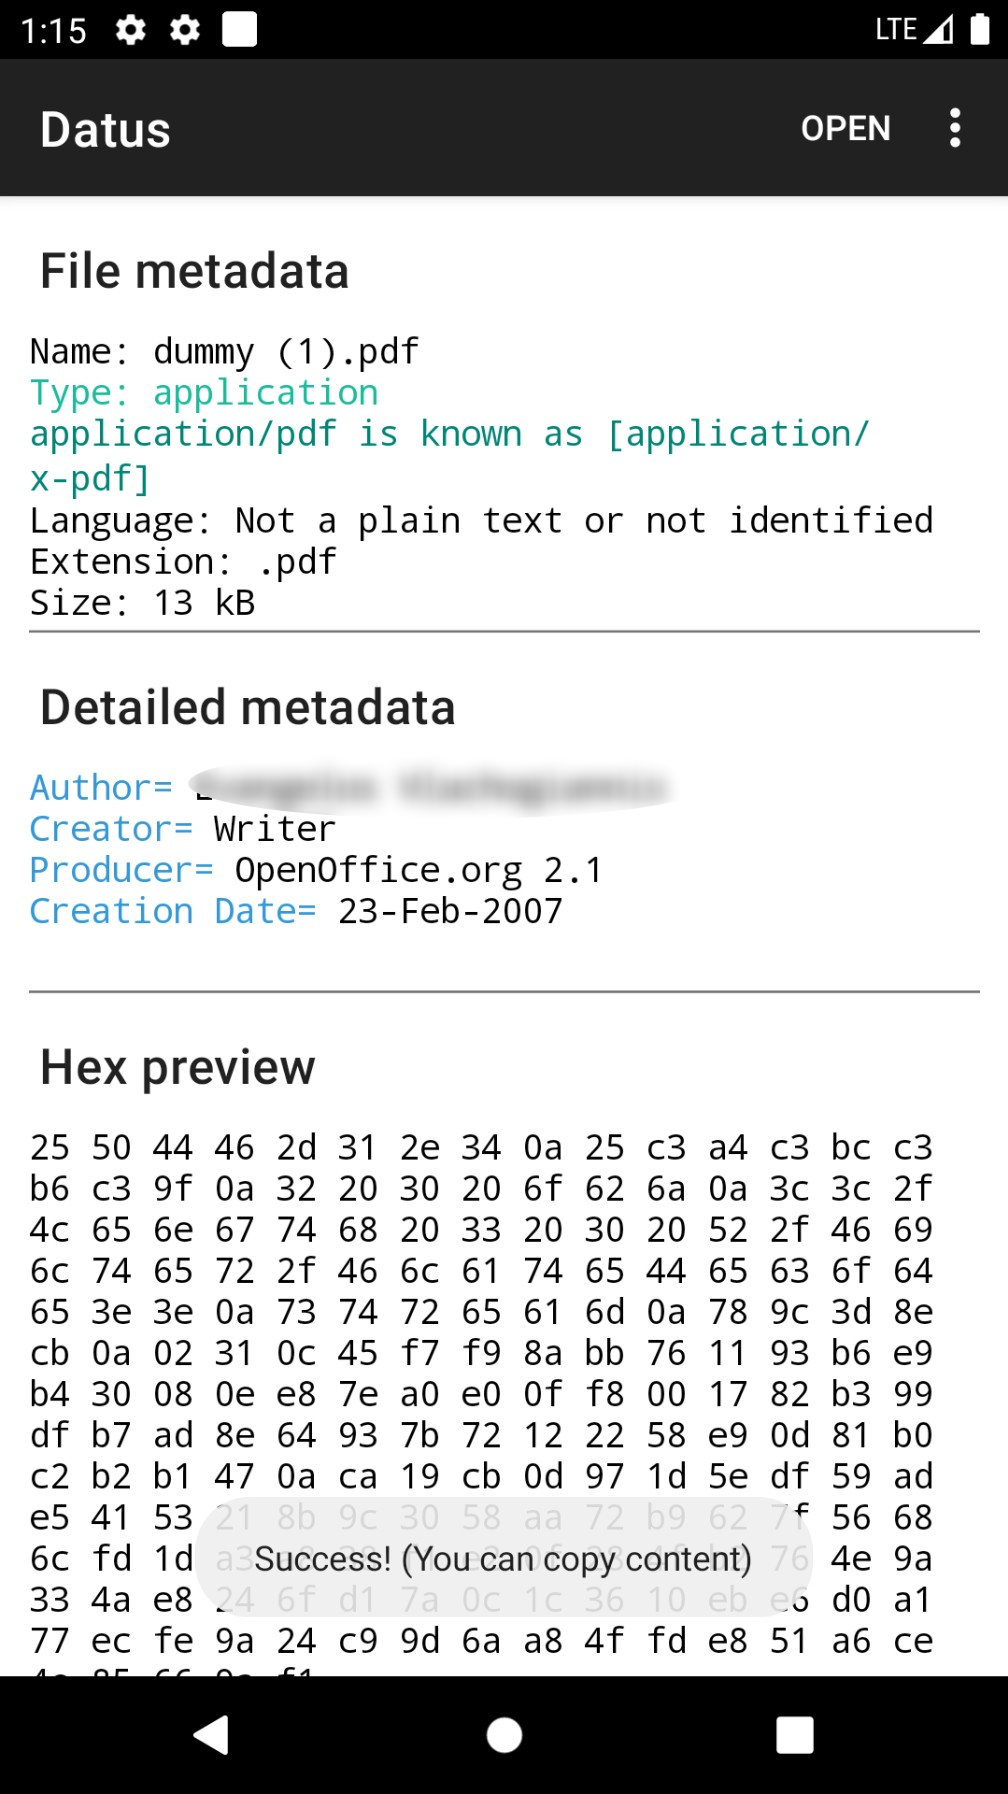 1:15 LTE
Datus OPEN
File metadata
Name: dummy (1).pdf
Type: application
application/pdf is known as [application/
x-pdf]
Language: Not a plain text or not identified
Extension: .pdf
Size: 13 kB
Detailed metadata
Author=
Creator= Writer
Producer= OpenOffice.org 2.1
Creation Date= 23-Feb-2007
Hex preview
25 50 44 46 2d 31 2e 34 0a 25 c3 a4 c3 bc c3
b6 c3 9f 0a 32 20 30 20 6f 62 6a 0a 3c 3c 2f
4c 65 6e 67 74 68 20 33 20 30 20 52 2f 46 69
6c 74 65 72 2f 46 6c 61 74 65 44 65 63 6f 64
65 3e 3e 0a 73 74 72 65 61 6d 0a 78 9c 3d 8e
cb 0a 02 31 0c 45 f7 f9 8a bb 76 11 93 b6 e9
b4 30 08 0e e8 7e a0 e0 0f f8 00 17 82 b3 99
df b7 ad 8e 64 93 7b 72 12 22 58 e9 0d 81 b0
c2 b2 b1 47 0a ca 19 cb 0d 97 1d 5e df 59 ad
e5 41 53 21 8b 9c 30 58 aa 72 b9 62 7f 56 68
6c fd 1d a3 76 4e 9a
Success! (You can copy content)
33 4a e8 24 6f d1 7a 0c 1c 36 10 eb e6 d0 a1
77 ec fe 9a 24 c9 9d 6a a8 4f fd e8 51 a6 ce